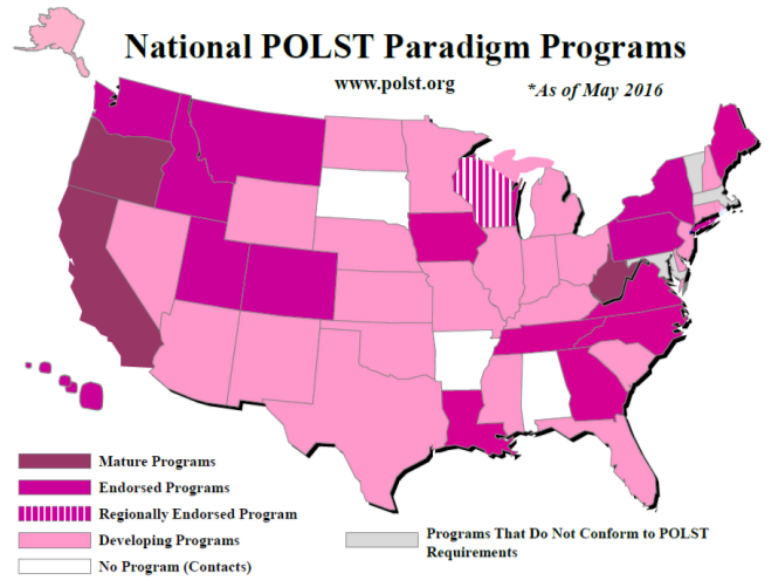 National POLST Paradigm Programs
www.polst.org
*As of May 2016
Mature Programs
Endorsed Programs
Regionally Endorsed Program
Developing Programs
No Program (Contacts)
Programs That Do Not Conform to POLST
Requirements